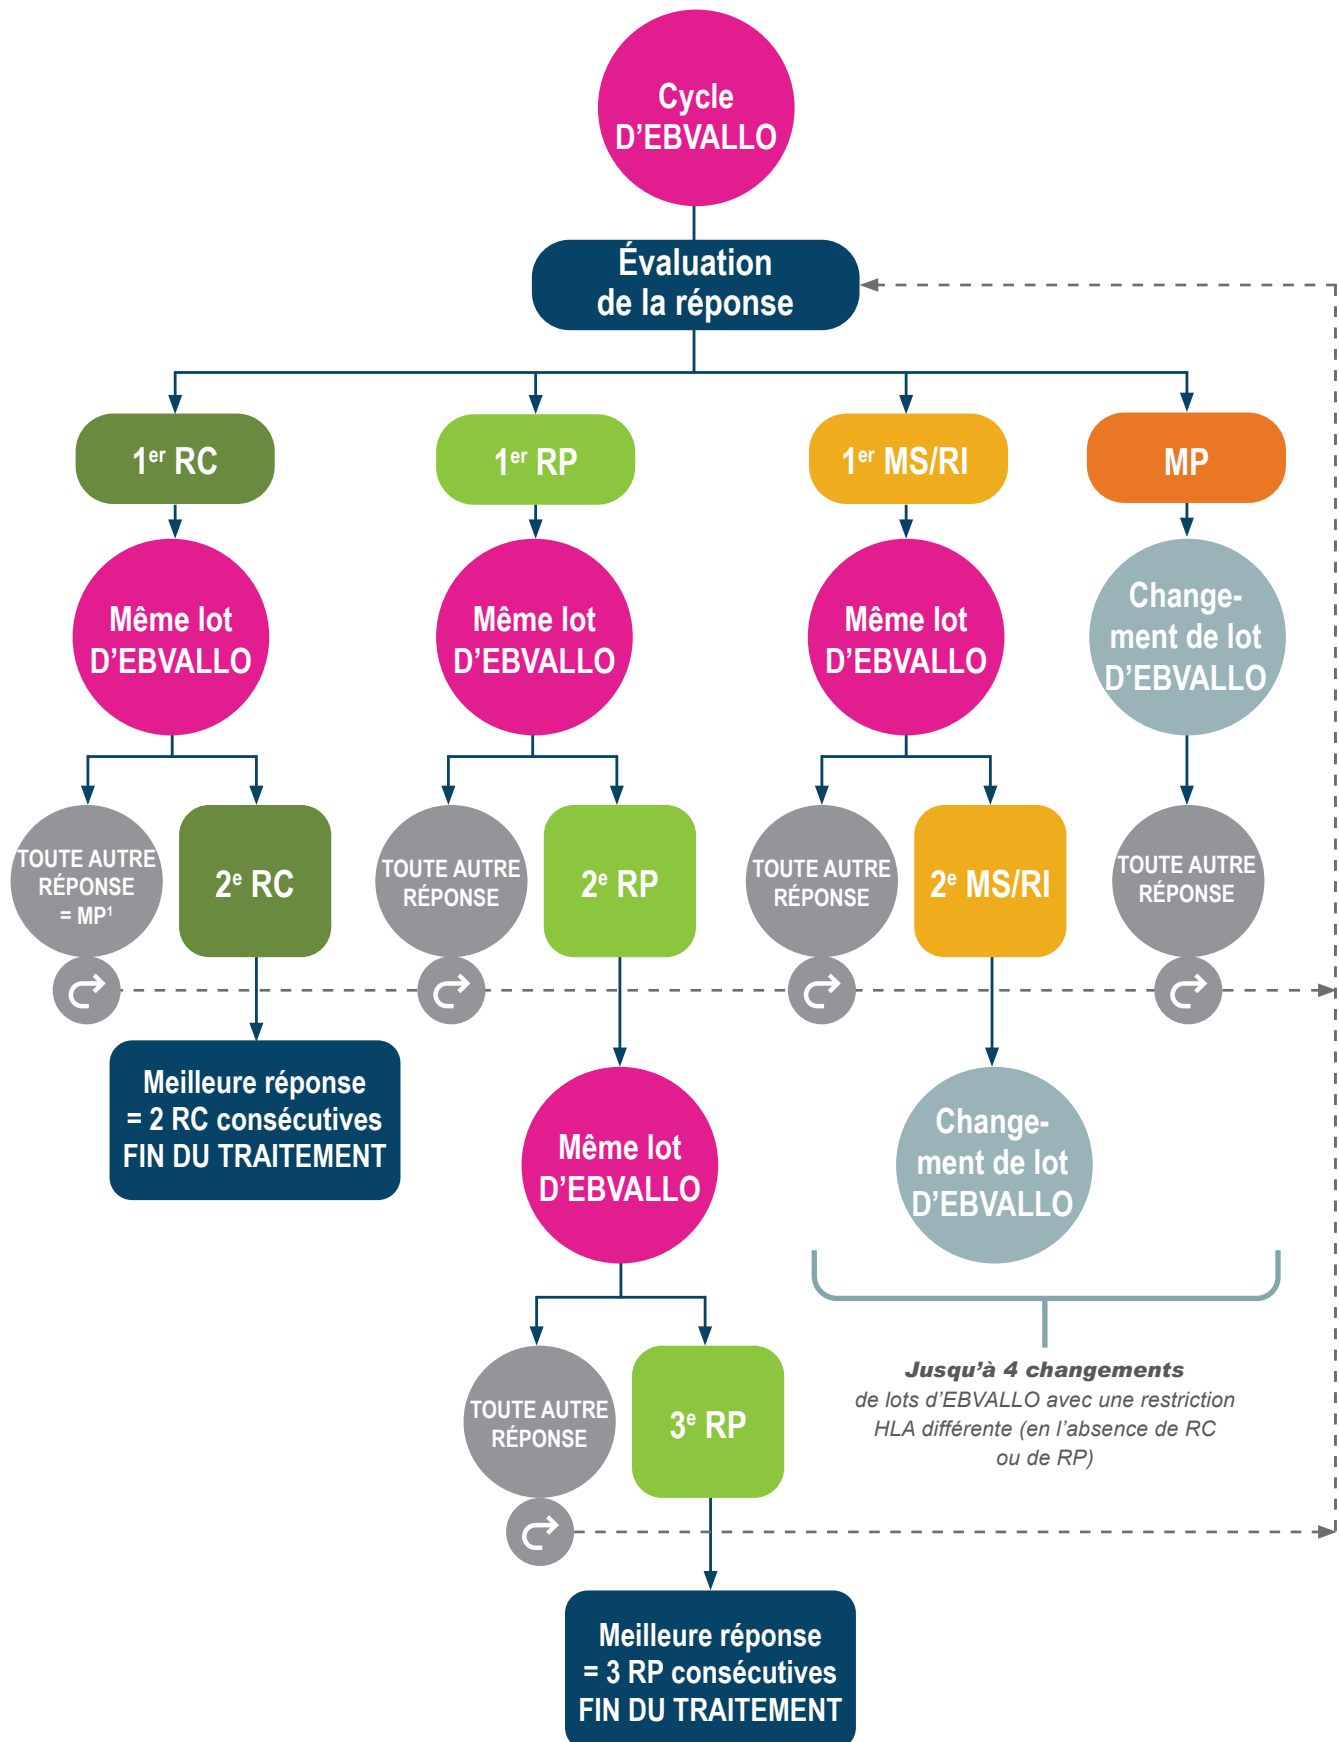 Cycle
D’EBVALLO
Évaluation
de la réponse
1er RC
1er RP
1er MS/RI
MP
Même lot
D’EBVALLO
Même lot
D’EBVALLO
Même lot
D’EBVALLO
Change-
ment de lot
D’EBVALLO
TOUTE AUTRE
RÉPONSE
= MP1
2e RC
TOUTE AUTRE
RÉPONSE
2e RP
TOUTE AUTRE
RÉPONSE
2e MS/RI
TOUTE AUTRE
RÉPONSE
Meilleure réponse
= 2 RC consécutives
FIN DU TRAITEMENT
Même lot
D’EBVALLO
Change-
ment de lot
D’EBVALLO
TOUTE AUTRE
RÉPONSE
3e RP
Jusqu’à 4 changements
de lots d’EBVALLO avec une restriction
HLA différente (en l’absence de RC
ou de RP)
Meilleure réponse
= 3 RP consécutives
FIN DU TRAITEMENT